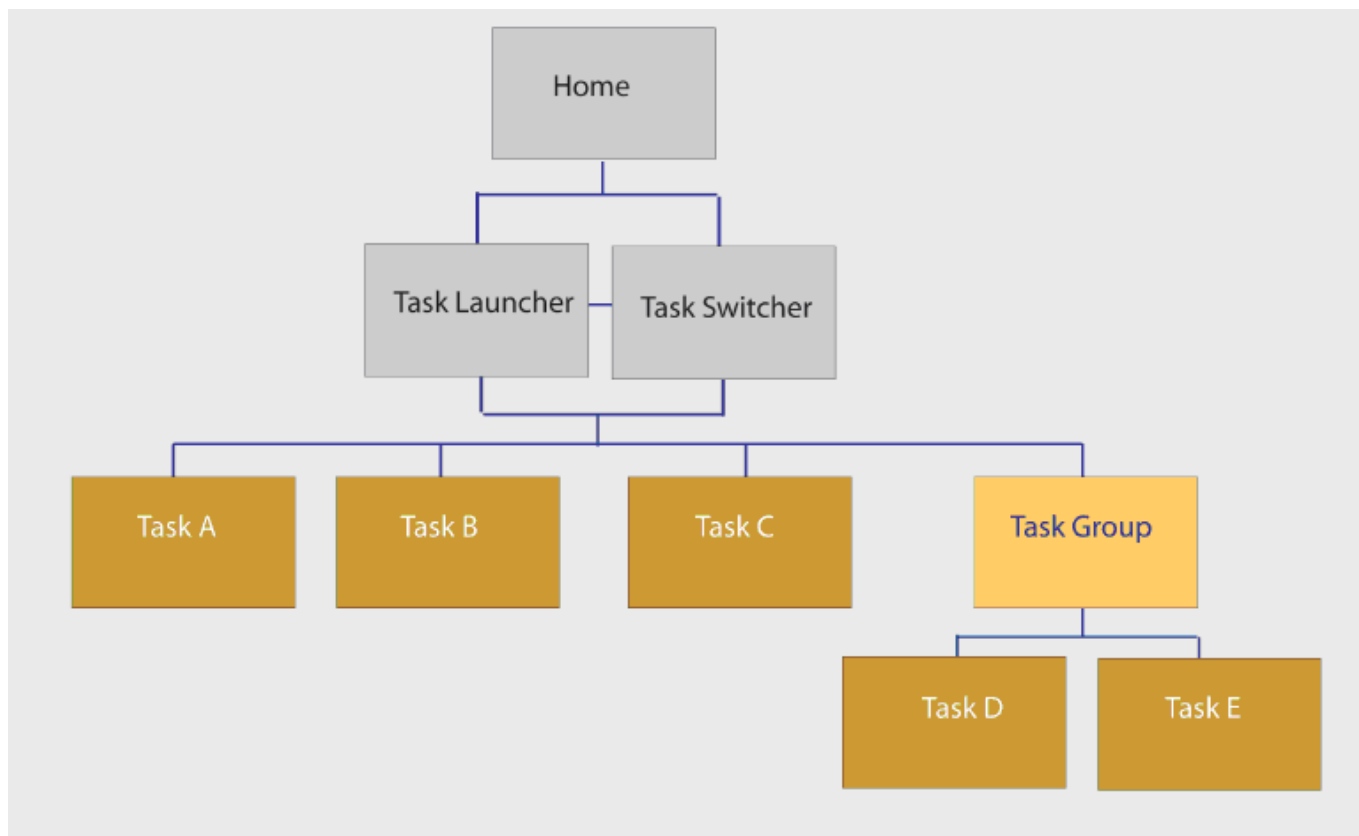 Home
Task Launcher
Task Switcher
Task A
Task B
Task C
Task Group
Task D
Task E